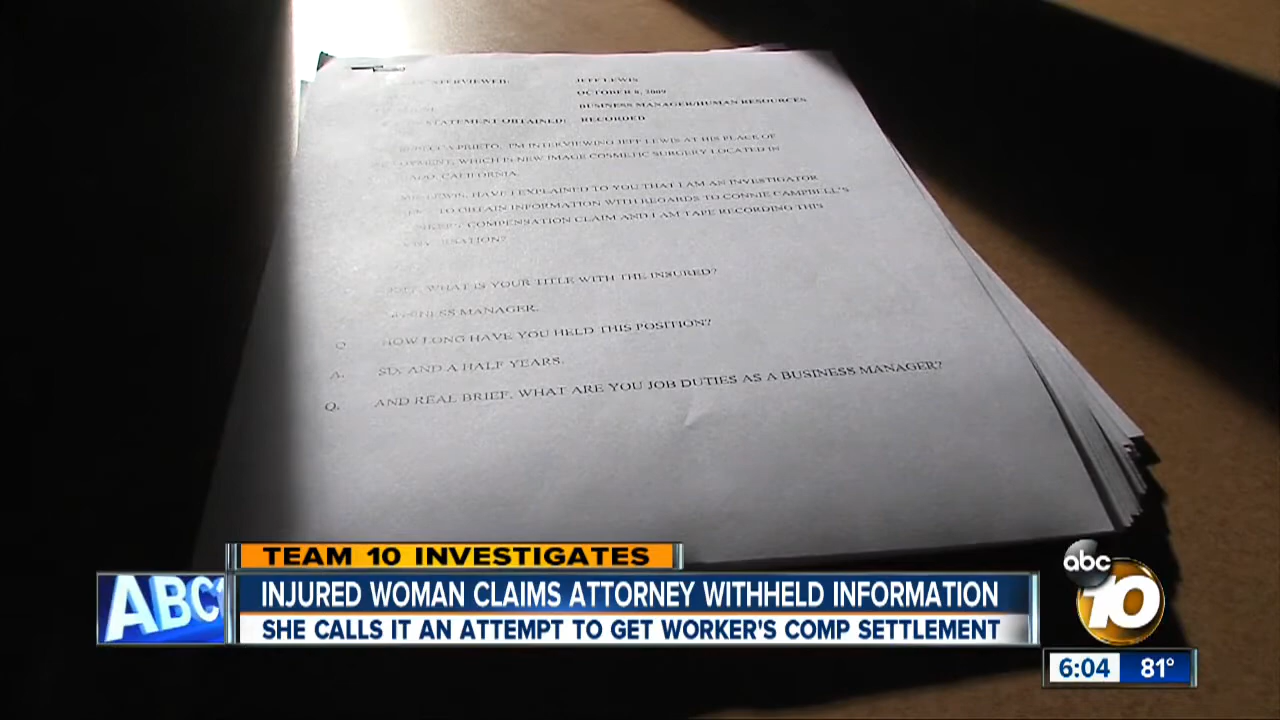 INTERVIEWED: JEFF LEWIS
OCTOBER 8, 2009
BUSINESS MANAGER/HUMAN RESOURCES
STATEMENT OBTAINED: RECORDED
PRIETO. I'M INTERVIEWING JEFF LEWIS AT HIS PLACE OF
WHICH IS NEW IMAGE COSMETIC SURGERY LOCATED IN
CALIFORNIA.
LEWIS, HAVE I EXPLAINED TO YOU THAT I AM AN INVESTIGATOR
TO OBTAIN INFORMATION WITH REGARDS TO CONNIE CAMPBELL'S
COMPENSATION CLAIM AND I AM TAPE RECORDING THIS
WHAT IS YOUR TITLE WITH THE INSURED?
BUSINESS MANAGER.
Q. HOW LONG HAVE YOU HELD THIS POSITION?
A. SIX AND A HALF YEARS.
Q. AND REAL BRIEF, WHAT ARE YOU JOB DUTIES AS A BUSINESS MANAGER?
TEAM 10 INVESTIGATES
ABC
INJURED WOMAN CLAIMS ATTORNEY WITHHELD INFORMATION
SHE CALLS IT AN ATTEMPT TO GET WORKER'S COMP SETTLEMENT
abc
10
6:04 81°